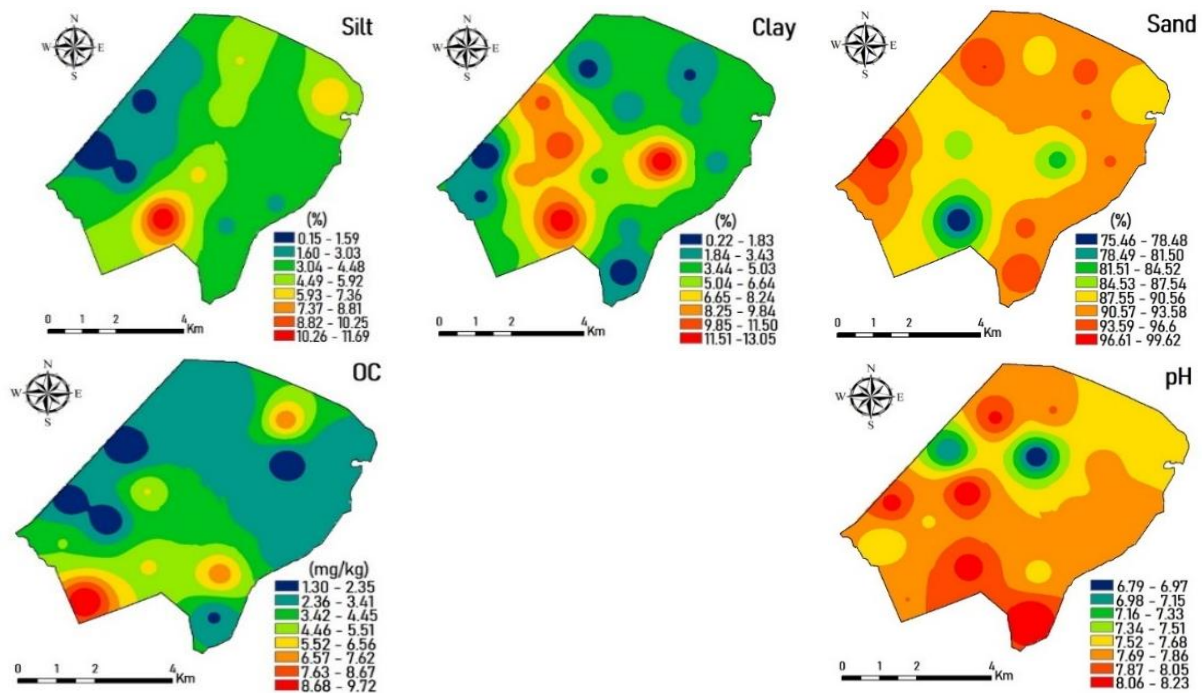 Silt
N
W E
S
(%)
0.15 – 1.59
1.60 – 3.03
3.04 – 4.48
4.49 – 5.92
5.93 – 7.36
7.37 – 8.81
8.82 – 10.25
10.26 – 11.69
0 1 2 4
Km
Clay
N
W E
S
(%)
0.22 – 1.83
1.84 – 3.43
3.44 – 5.03
5.04 – 6.64
6.65 – 8.24
8.25 – 9.84
9.85 – 11.50
11.51 – 13.05
0 1 2 4
Km
Sand
N
W E
S
(%)
75.46 – 78.48
78.49 – 81.50
81.51 – 84.52
84.53 – 87.54
87.55 – 90.56
90.57 – 93.58
93.59 – 96.6
96.61 – 99.62
0 1 2 4
Km
OC
N
W E
S
(mg/kg)
1.30 – 2.35
2.36 – 3.41
3.42 – 4.45
4.46 – 5.51
5.52 – 6.56
6.57 – 7.62
7.63 – 8.67
8.68 – 9.72
0 1 2 4
Km
pH
N
W E
S
6.79 – 6.97
6.98 – 7.15
7.16 – 7.33
7.34 – 7.51
7.52 – 7.68
7.69 – 7.86
7.87 – 8.05
8.06 – 8.23
0 1 2 4
Km